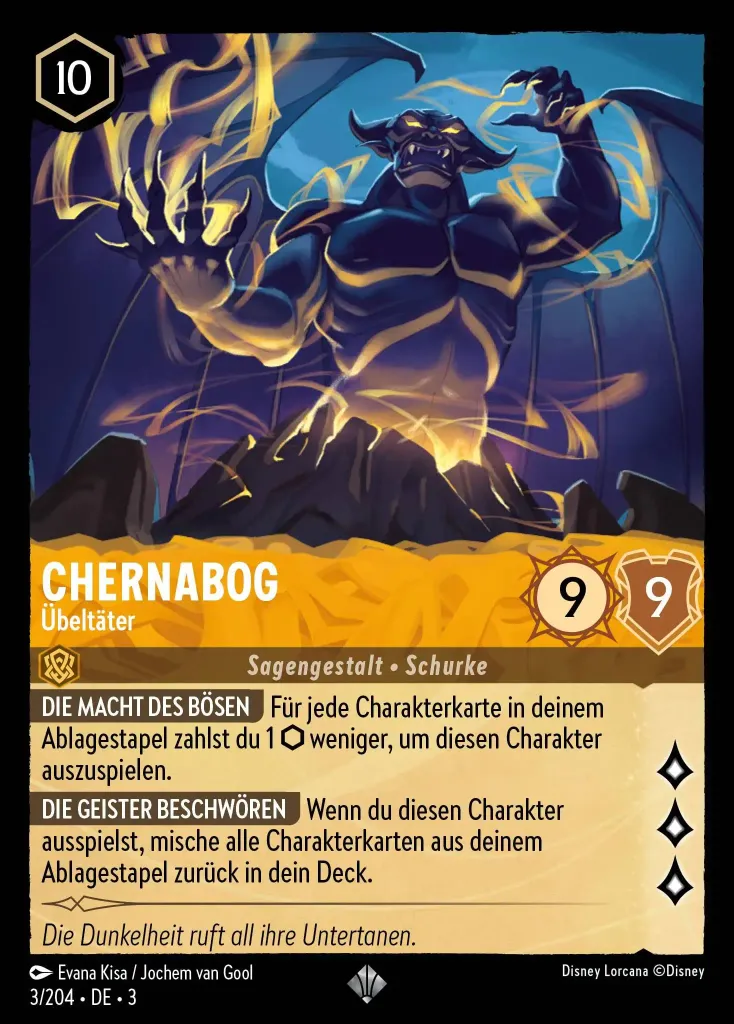 10
CHERNABOG
Übeltäter
9
9
Sagengestalt • Schurke
DIE MACHT DES BÖSEN Für jede Charakterkarte in deinem
Ablagestapel zahlst du 1 ⬡ weniger, um diesen Charakter
auszuspielen.
DIE GEISTER BESCHWÖREN Wenn du diesen Charakter
ausspielst, mische alle Charakterkarten aus deinem
Ablagestapel zurück in dein Deck.
Die Dunkelheit ruft all ihre Untertanen.
Evana Kisa / Jochem van Gool
Disney Lorcana ©Disney
3/204 • DE • 3